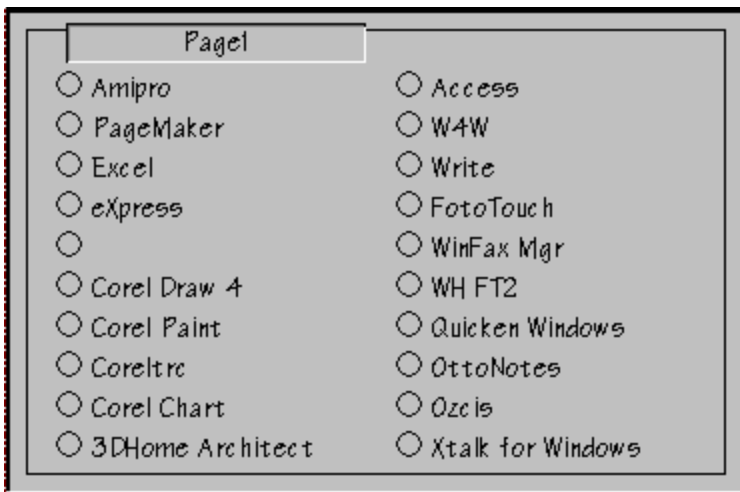 Page1
Amipro
PageMaker
Excel
eXpress
Corel Draw 4
Corel Paint
Coreltrc
Corel Chart
3DHome Architect
Access
W4W
Write
FotoTouch
WinFax Mgr
WH FT2
Quicken Windows
OttoNotes
Ozcis
Xtalk for Windows